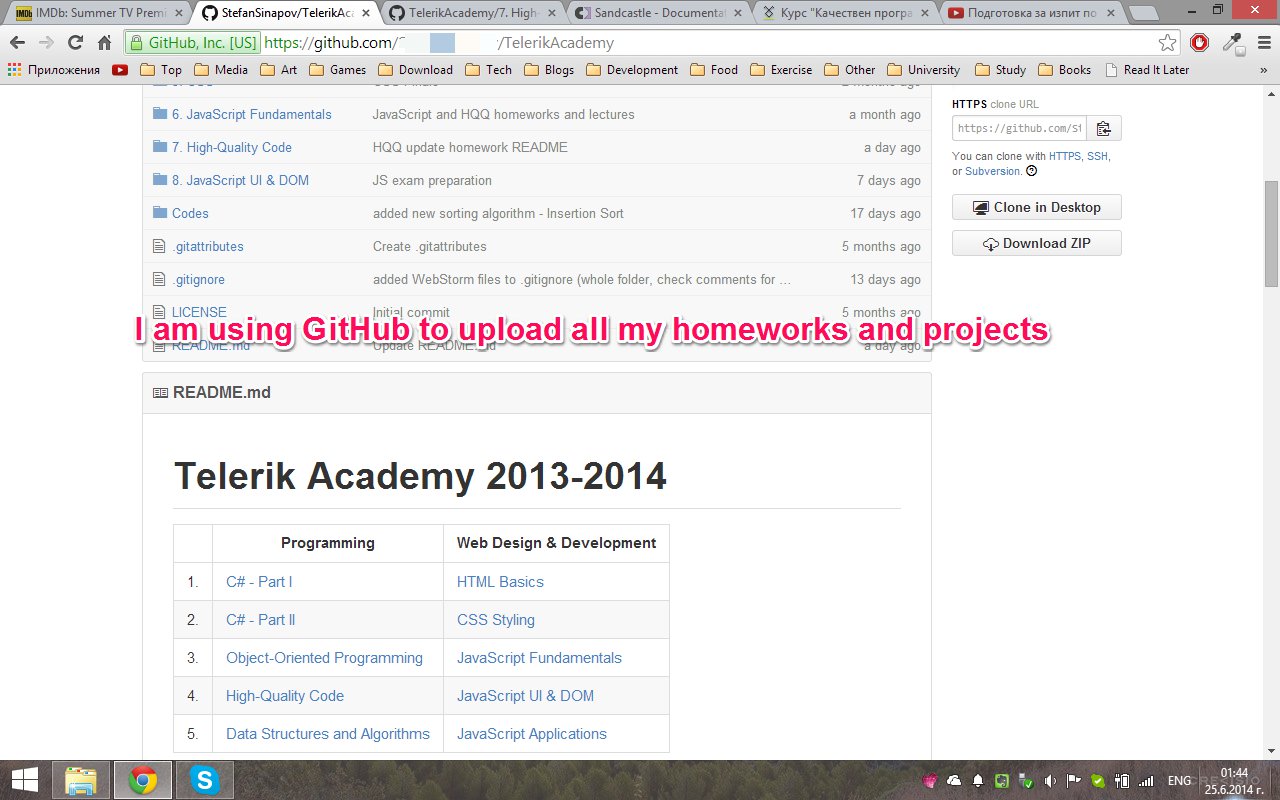 IMDb: Summer TV Premi
StefanSinapov/TelerikAca
TelerikAcademy/7. High-
Sandcastle - Documentat
Курс "Качествен програ
Подготовка за изпит по
GitHub, Inc. [US] https://github.com/ /TelerikAcademy
Приложения Top Media Art Games Download Tech Blogs Development Food Exercise Other University Study Books Read It Later »
6. JavaScript Fundamentals JavaScript and HQQ homeworks and lectures a month ago
7. High-Quality Code HQQ update homework README a day ago
8. JavaScript UI & DOM JS exam preparation 7 days ago
Codes added new sorting algorithm - Insertion Sort 17 days ago
.gitattributes Create .gitattributes 5 months ago
.gitignore added WebStorm files to .gitignore (whole folder, check comments for ... 13 days ago
LICENSE Initial commit 5 months ago
I am using GitHub to upload all my homeworks and projects
README.md Update README.md a day ago
HTTPS clone URL
https://github.com/St
You can clone with HTTPS, SSH,
or Subversion.
Clone in Desktop
Download ZIP
README.md
Telerik Academy 2013-2014
Programming Web Design & Development
1. C# - Part I HTML Basics
2. C# - Part II CSS Styling
3. Object-Oriented Programming JavaScript Fundamentals
4. High-Quality Code JavaScript UI & DOM
5. Data Structures and Algorithms JavaScript Applications
ENG
01:44
25.6.2014 г.